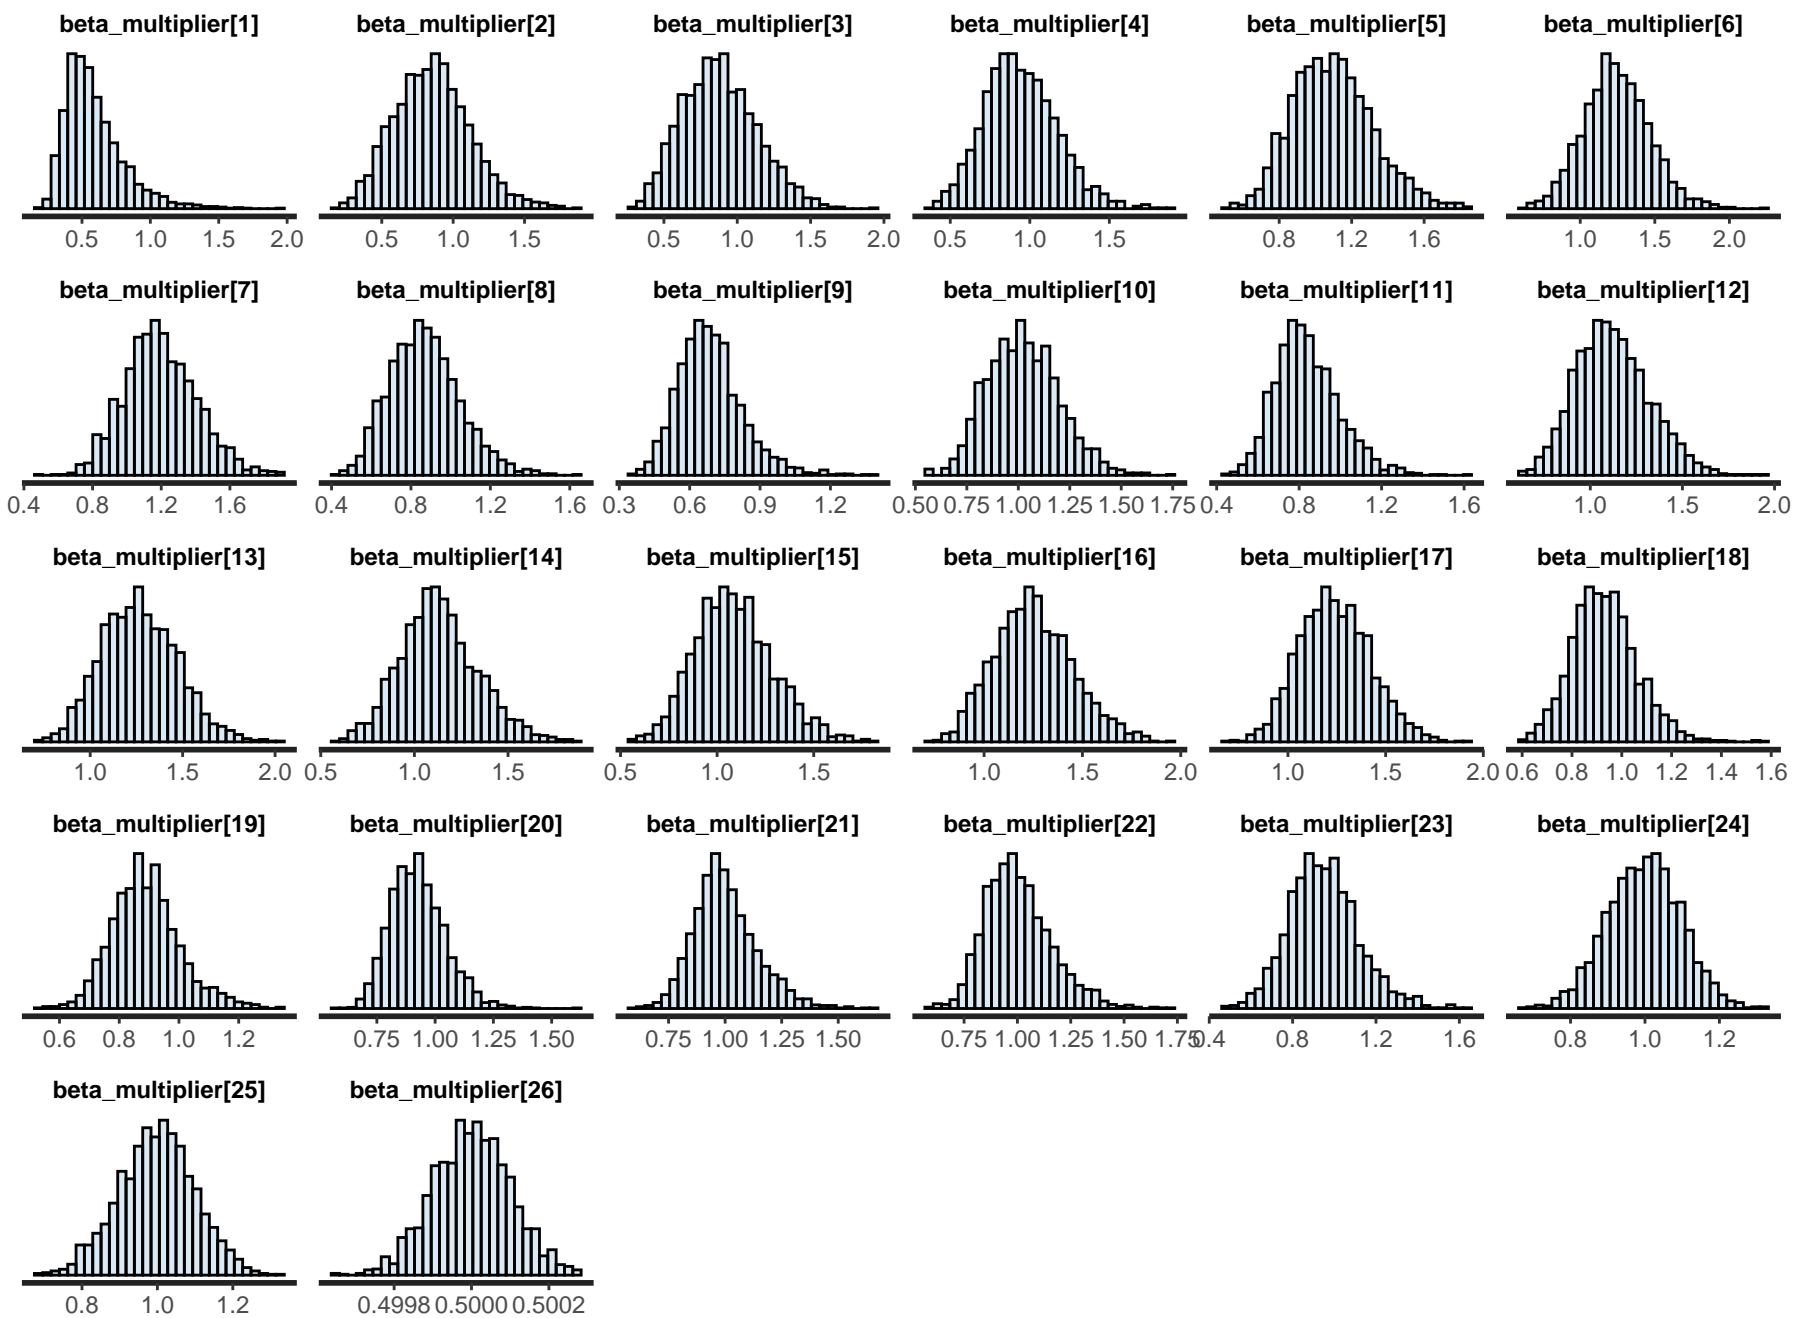 beta_multiplier[1] beta_multiplier[2] beta_multiplier[3] beta_multiplier[4] beta_multiplier[5] beta_multiplier[6]
0.5 1.0 1.5 2.0 0.5 1.0 1.5 0.5 1.0 1.5 2.0 0.5 1.0 1.5 0.8 1.2 1.6 1.0 1.5 2.0
beta_multiplier[7] beta_multiplier[8] beta_multiplier[9] beta_multiplier[10] beta_multiplier[11] beta_multiplier[12]
0.4 0.8 1.2 1.6 0.4 0.8 1.2 1.6 0.3 0.6 0.9 1.2 0.50 0.75 1.00 1.25 1.50 1.75 0.4 0.8 1.2 1.6 1.0 1.5 2.0
beta_multiplier[13] beta_multiplier[14] beta_multiplier[15] beta_multiplier[16] beta_multiplier[17] beta_multiplier[18]
1.0 1.5 2.0 0.5 1.0 1.5 0.5 1.0 1.5 1.0 1.5 2.0 1.0 1.5 2.0 0.6 0.8 1.0 1.2 1.4 1.6
beta_multiplier[19] beta_multiplier[20] beta_multiplier[21] beta_multiplier[22] beta_multiplier[23] beta_multiplier[24]
0.6 0.8 1.0 1.2 0.75 1.00 1.25 1.50 0.75 1.00 1.25 1.50 0.75 1.00 1.25 1.50 1.75 0.4 0.8 1.2 1.6 0.8 1.0 1.2
beta_multiplier[25] beta_multiplier[26]
0.8 1.0 1.2 0.4998 0.5000 0.5002